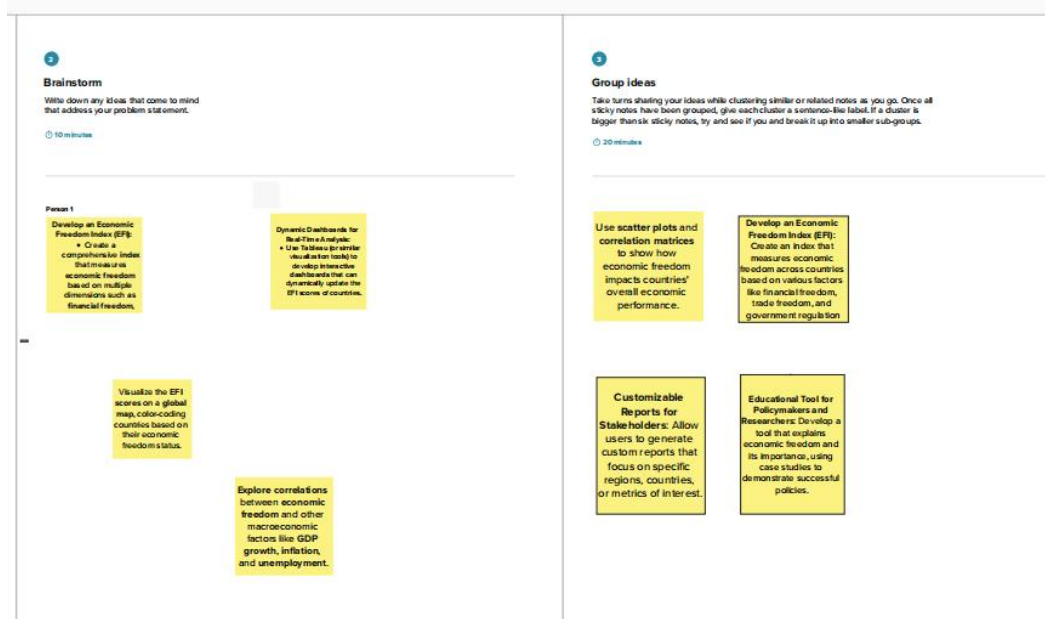 2
Brainstorm
Write down any ideas that come to mind
that address your problem statement.
10 minutes
Person 1
Develop an Economic
Freedom Index (EFI):
• Create a
comprehensive index
that measures
economic freedom
based on multiple
dimensions such as
financial freedom,
Dynamic Dashboards for
Real-Time Analysis:
• Use Tableau (or similar
visualization tools) to
develop interactive
dashboards that can
dynamically update the
EFI scores of countries.
Visualize the EFI
scores on a global
map, color-coding
countries based on
their economic
freedom status.
Explore correlations
between economic
freedom and other
macroeconomic
factors like GDP
growth, inflation,
and unemployment.
3
Group ideas
Take turns sharing your ideas while clustering similar or related notes as you go. Once all
sticky notes have been grouped, give each cluster a sentence-like label. If a cluster is
bigger than six sticky notes, try and see if you and break it up into smaller sub-groups.
20 minutes
Use scatter plots and
correlation matrices
to show how
economic freedom
impacts countries'
overall economic
performance.
Develop an Economic
Freedom Index (EFI):
Create an index that
measures economic
freedom across countries
based on various factors
like financial freedom,
trade freedom, and
government regulation
Customizable
Reports for
Stakeholders: Allow
users to generate
custom reports that
focus on specific
regions, countries,
or metrics of interest.
Educational Tool for
Policymakers and
Researchers: Develop a
tool that explains
economic freedom and
its importance, using
case studies to
demonstrate successful
policies.